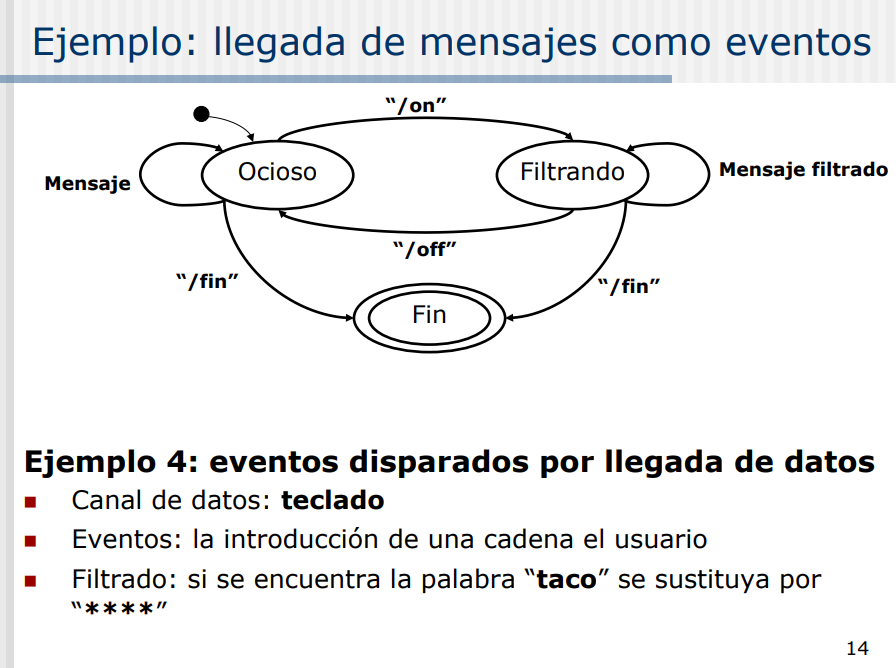 Ejemplo: llegada de mensajes como eventos
“/on”
Ocioso
Filtrando
Mensaje
Mensaje filtrado
“/off”
“/fin”
“/fin”
Fin
Ejemplo 4: eventos disparados por llegada de datos
Canal de datos: teclado
Eventos: la introducción de una cadena el usuario
Filtrado: si se encuentra la palabra “taco” se sustituya por
“****”
14